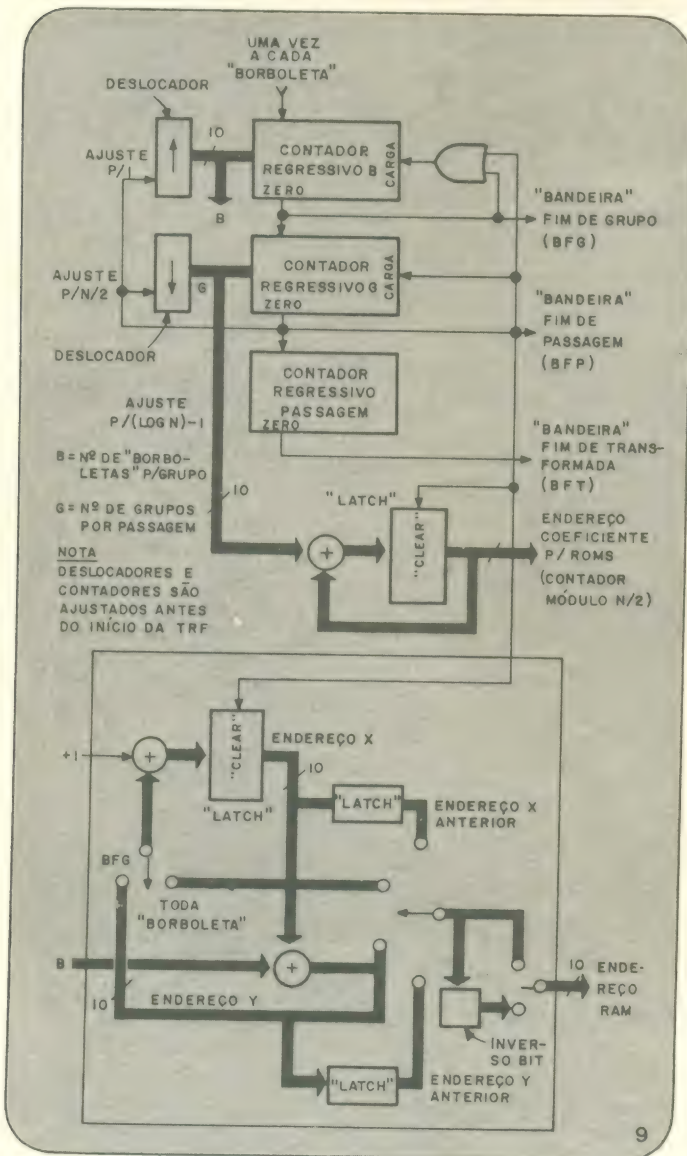 UMA VEZ
A CADA
"BORBOLETA"
DESLOCADOR
10
AJUSTE
P/1
B
CONTADOR
REGRESSIVO B
ZERO
CARGA
"BANDEIRA"
FIM DE GRUPO
(BFG)
AJUSTE
P/N/2
G
CONTADOR
REGRESSIVO G
ZERO
CARGA
"BANDEIRA"
FIM DE
PASSAGEM
(BFP)
DESLOCADOR
CONTADOR
REGRESSIVO
PASSAGEM
ZERO
AJUSTE
P/(LOG N)-1
"BANDEIRA"
FIM DE TRANS-
FORMADA
(BFT)
B = Nº DE "BORBO-
LETAS" P/GRUPO
G = Nº DE GRUPOS
POR PASSAGEM
10
"LATCH"
"CLEAR"
+
ENDEREÇO
COEFICIENTE
P/ ROMS
(CONTADOR
MÓDULO N/2)
NOTA
DESLOCADORES E
CONTADORES SÃO
AJUSTADOS ANTES
DO INÍCIO DA TRF
+1
+
"CLEAR"
"LATCH"
ENDEREÇO X
10
"LATCH"
ENDEREÇO X
ANTERIOR
BFG
TODA
"BORBOLETA"
B
+
10
ENDEREÇO Y
"LATCH"
ENDEREÇO Y
ANTERIOR
INVER-
SO BIT
10
ENDE-
REÇO
RAM
9